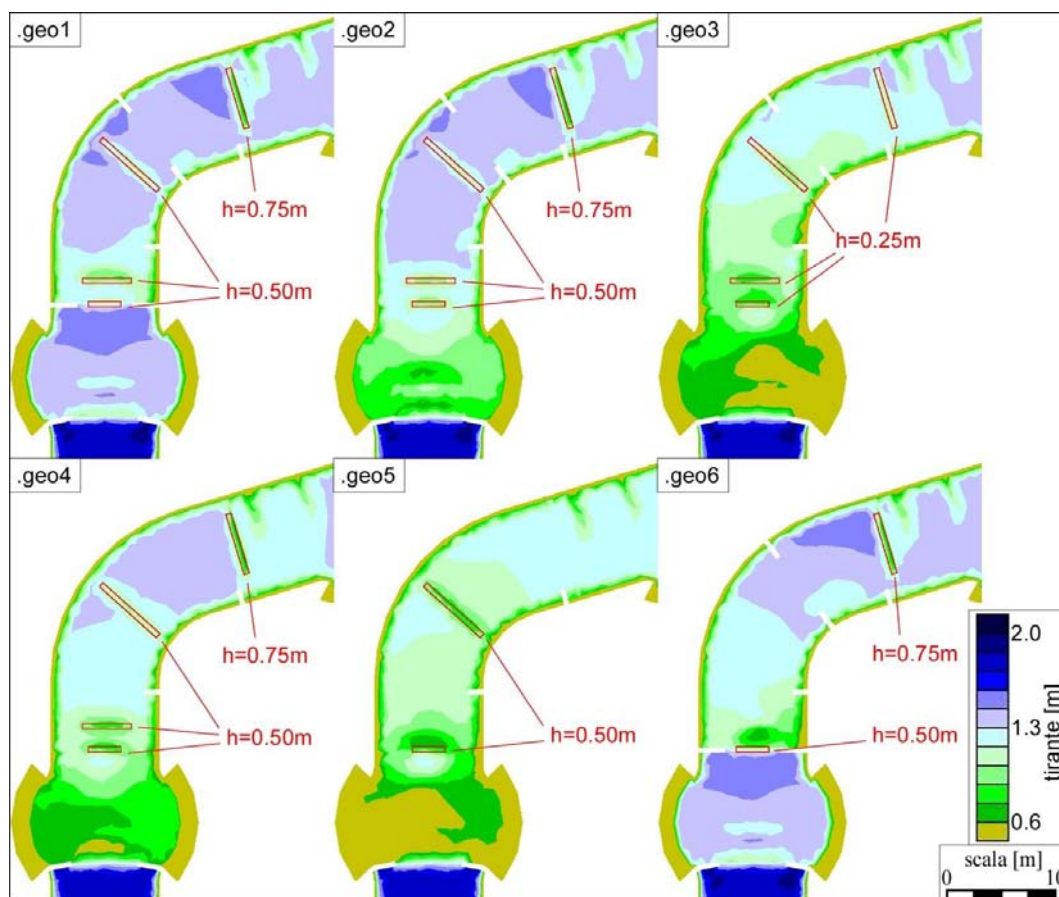 .geo1
.geo2
.geo3
h=0.75m
h=0.75m
h=0.25m
h=0.50m
h=0.50m
.geo4
.geo5
.geo6
h=0.75m
h=0.50m
h=0.50m
h=0.75m
h=0.50m
2.0
1.3
0.6
tirante [m]
scala [m]
0 10